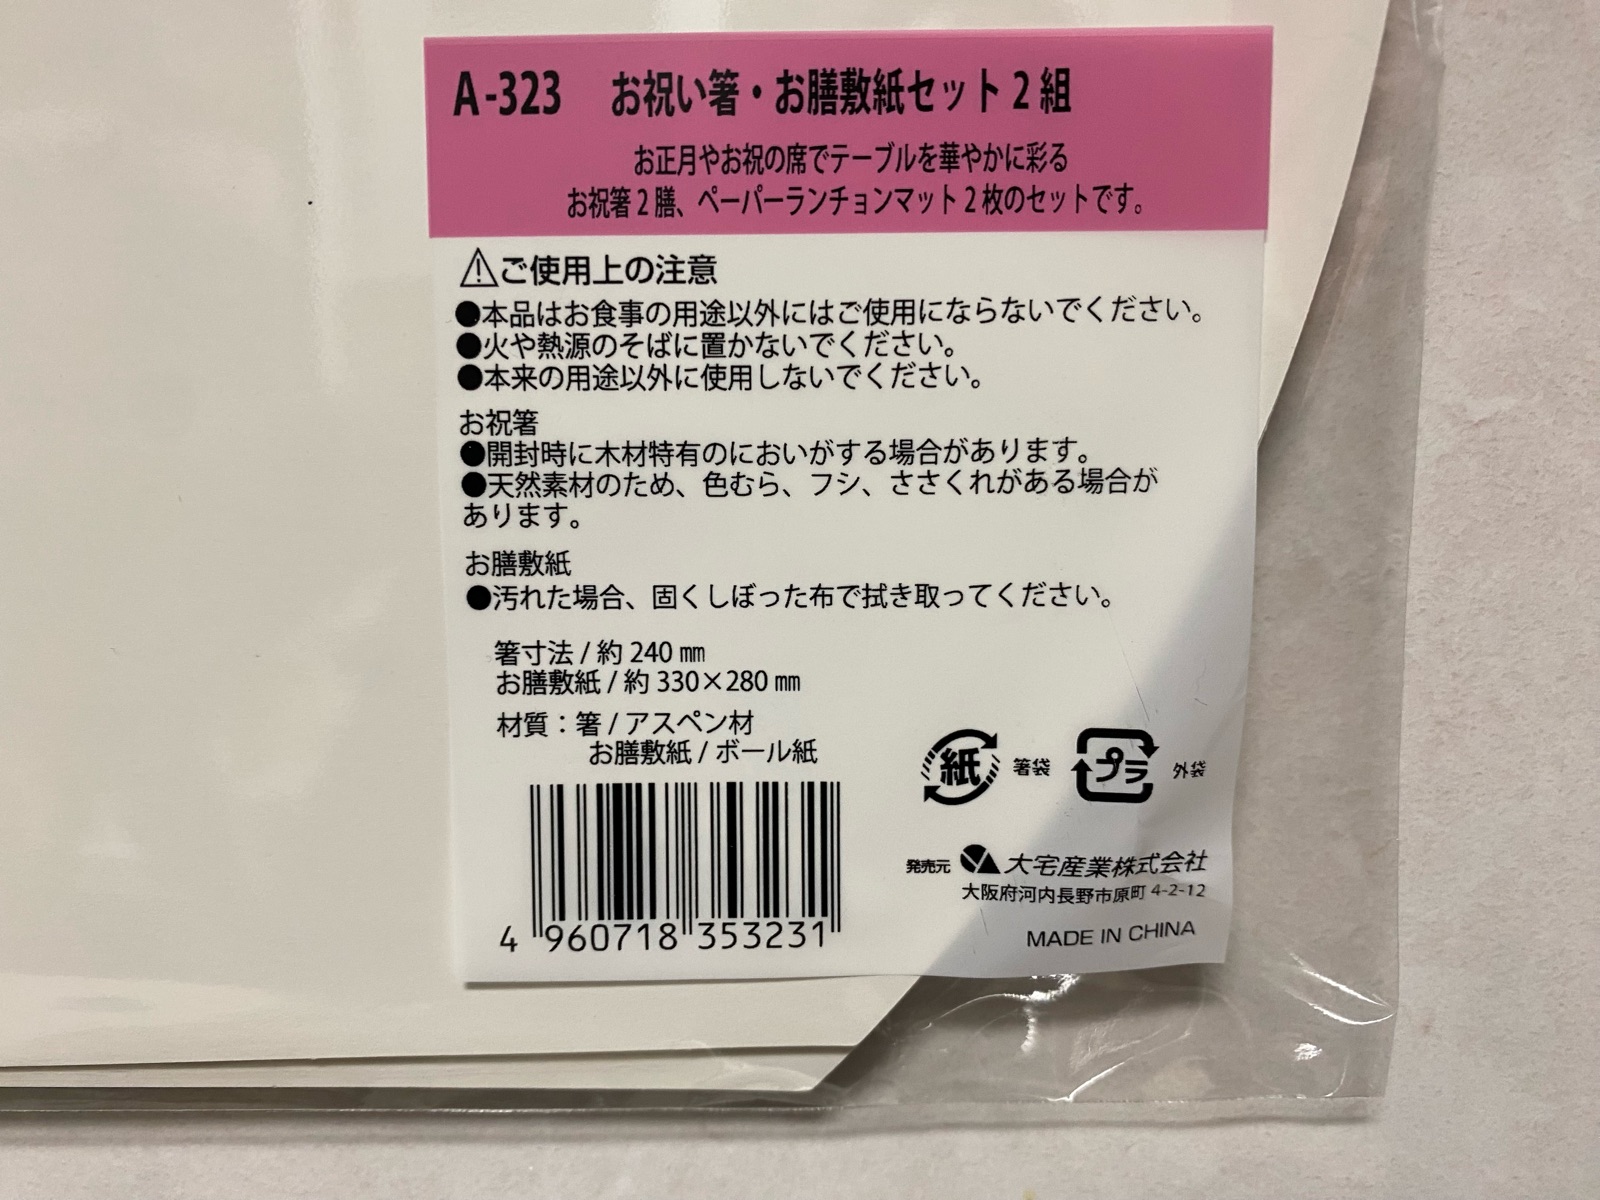 A-323 お祝い箸・お膳敷紙セット2組
お正月やお祝の席でテーブルを華やかに彩る
お祝箸2膳、ペーパーランチョンマット2枚のセットです。
⚠ご使用上の注意
●本品はお食事の用途以外にはご使用にならないでください。
●火や熱源のそばに置かないでください。
●本来の用途以外に使用しないでください。
お祝箸
●開封時に木材特有のにおいがする場合があります。
●天然素材のため、色むら、フシ、ささくれがある場合が
あります。
お膳敷紙
●汚れた場合、固くしぼった布で拭き取ってください。
箸寸法/約240㎜
お膳敷紙/約330×280㎜
材質：箸/アスペン材
お膳敷紙/ボール紙
紙 箸袋 プラ 外袋
4 960718 353231
発売元 大宅産業株式会社
大阪府河内長野市原町4-2-12
MADE IN CHINA